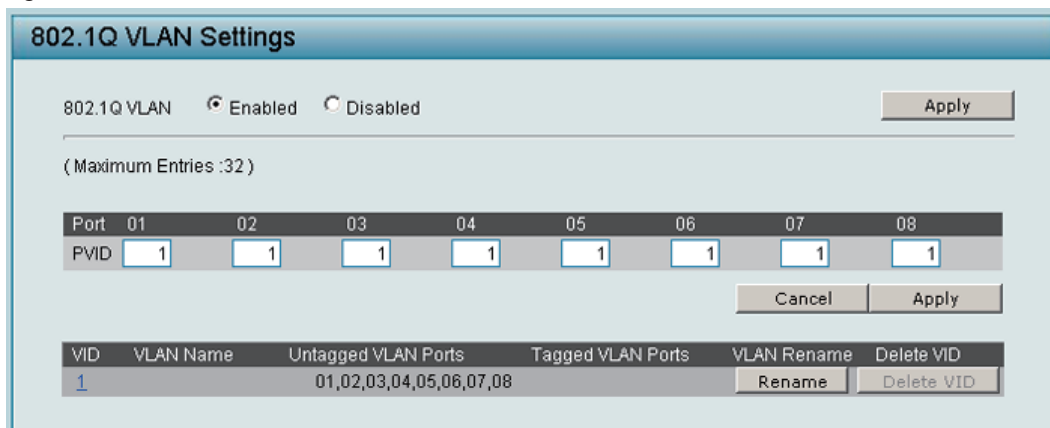 802.1Q VLAN Settings
802.1Q VLAN Enabled Disabled Apply
( Maximum Entries :32 )
Port 01 02 03 04 05 06 07 08
PVID 1 1 1 1 1 1 1 1
Cancel Apply
VID VLAN Name Untagged VLAN Ports Tagged VLAN Ports VLAN Rename Delete VID
1 01,02,03,04,05,06,07,08 Rename Delete VID